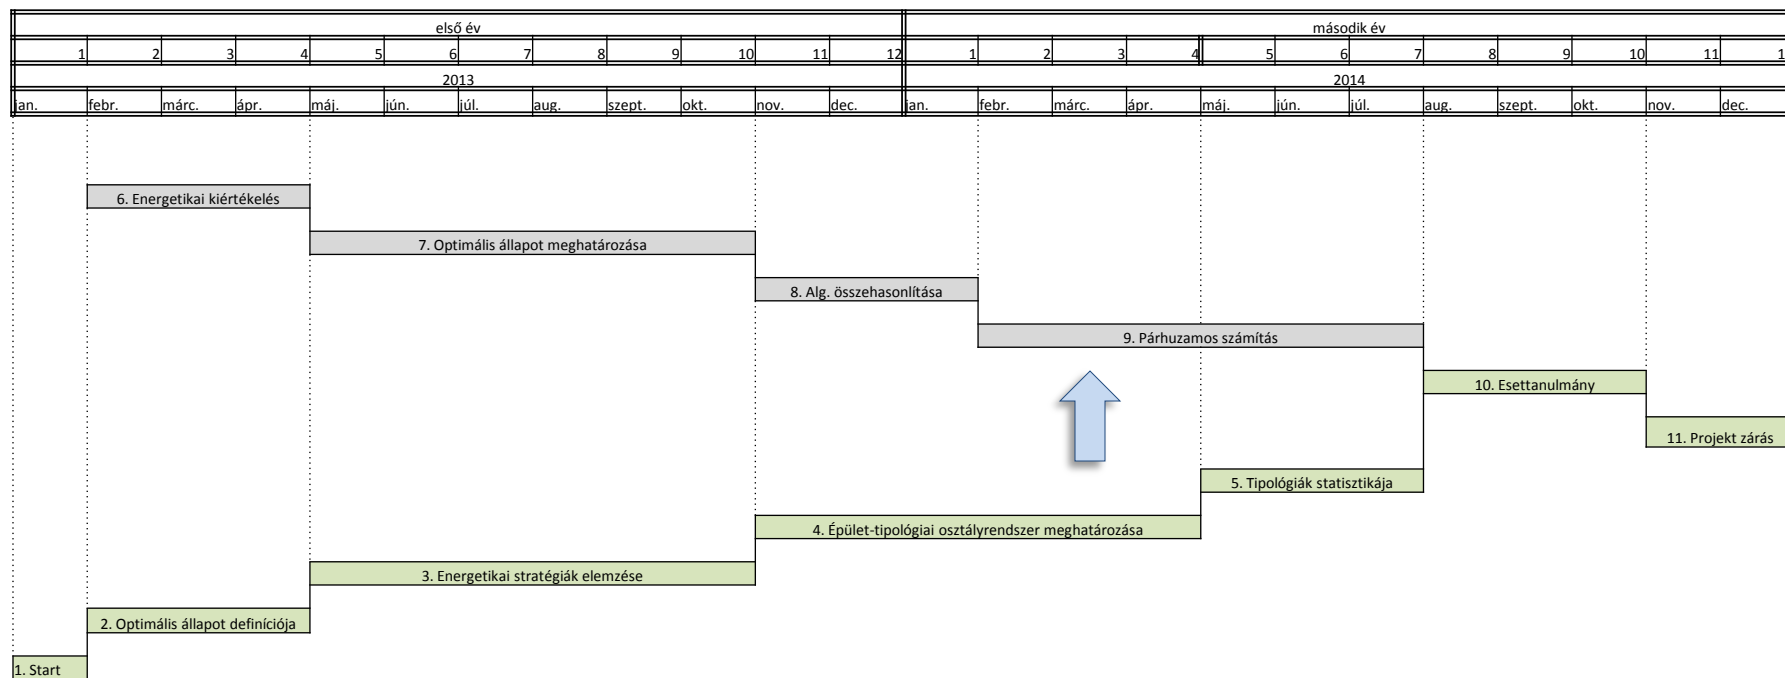 első év második év
1 2 3 4 5 6 7 8 9 10 11 12 1 2 3 4 5 6 7 8 9 10 11 1
2013 2014
jan. febr. márc. ápr. máj. jún. júl. aug. szept. okt. nov. dec. jan. febr. márc. ápr. máj. jún. júl. aug. szept. okt. nov. dec.
6. Energetikai kiértékelés
7. Optimális állapot meghatározása
8. Alg. összehasonlítása
9. Párhuzamos számítás
10. Esettanulmány
11. Projekt zárás
5. Tipológiák statisztikája
4. Épület-tipológiai osztályrendszer meghatározása
3. Energetikai stratégiák elemzése
2. Optimális állapot definíciója
1. Start